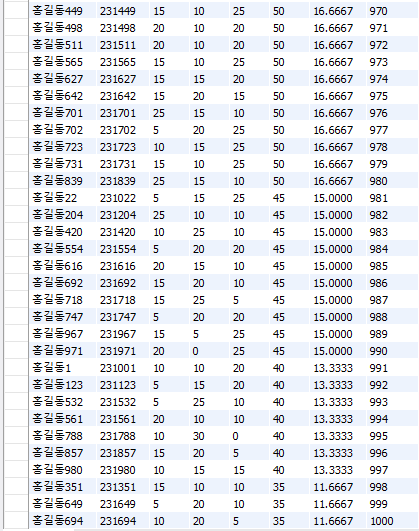 홍길동449 231449 15 10 25 50 16.6667 970
홍길동498 231498 20 10 20 50 16.6667 971
홍길동511 231511 20 10 20 50 16.6667 972
홍길동565 231565 15 10 25 50 16.6667 973
홍길동627 231627 15 15 20 50 16.6667 974
홍길동642 231642 15 20 15 50 16.6667 975
홍길동701 231701 25 15 10 50 16.6667 976
홍길동702 231702 5 20 25 50 16.6667 977
홍길동723 231723 10 15 25 50 16.6667 978
홍길동731 231731 15 10 25 50 16.6667 979
홍길동839 231839 25 15 10 50 16.6667 980
홍길동22 231022 5 15 25 45 15.0000 981
홍길동204 231204 25 10 10 45 15.0000 982
홍길동420 231420 10 25 10 45 15.0000 983
홍길동554 231554 5 20 20 45 15.0000 984
홍길동616 231616 20 15 10 45 15.0000 985
홍길동692 231692 15 20 10 45 15.0000 986
홍길동718 231718 15 25 5 45 15.0000 987
홍길동747 231747 5 20 20 45 15.0000 988
홍길동967 231967 15 5 25 45 15.0000 989
홍길동971 231971 20 0 25 45 15.0000 990
홍길동1 231001 10 10 20 40 13.3333 991
홍길동123 231123 5 15 20 40 13.3333 992
홍길동532 231532 5 25 10 40 13.3333 993
홍길동561 231561 20 10 10 40 13.3333 994
홍길동788 231788 10 30 0 40 13.3333 995
홍길동857 231857 15 20 5 40 13.3333 996
홍길동980 231980 10 15 15 40 13.3333 997
홍길동351 231351 15 10 10 35 11.6667 998
홍길동649 231649 5 20 10 35 11.6667 999
홍길동694 231694 10 20 5 35 11.6667 1000